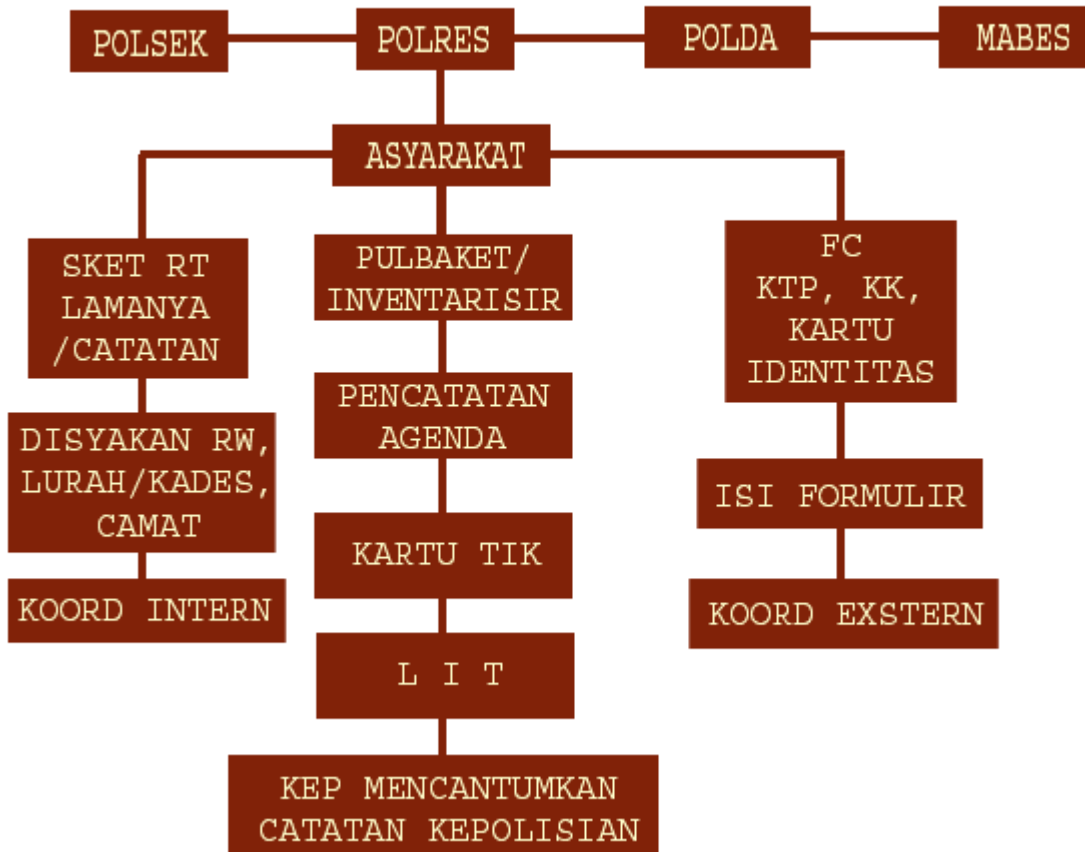 POLSEK
POLRES
POLDA
MABES
ASYARAKAT
SKET RT
LAMANYA
/CATATAN
DISYAKAN RW,
LURAH/KADES,
CAMAT
KOORD INTERN
PULBAKET/
INVENTARISIR
PENCATATAN
AGENDA
KARTU TIK
L I T
KEP MENCANTUMKAN
CATATAN KEPOLISIAN
FC
KTP, KK,
KARTU
IDENTITAS
ISI FORMULIR
KOORD EXSTERN